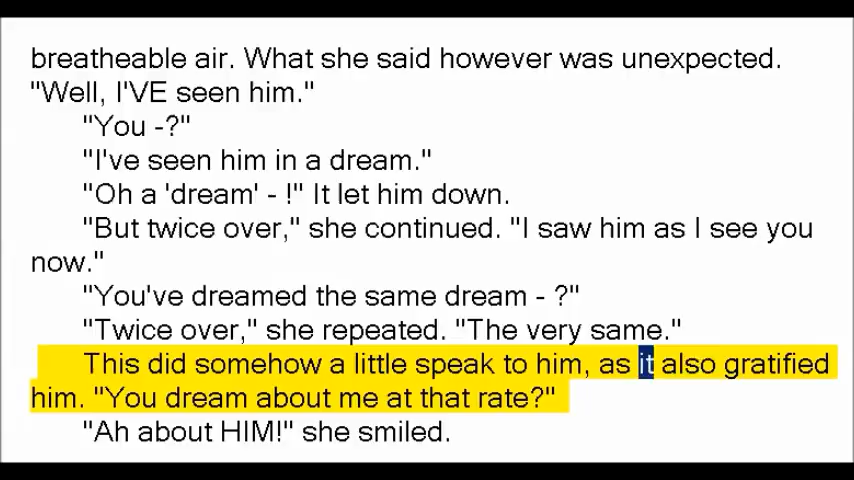 breatheable air. What she said however was unexpected.
"Well, I'VE seen him."
"You -?"
"I've seen him in a dream."
"Oh a 'dream' - !" It let him down.
"But twice over," she continued. "I saw him as I see you
now."
"You've dreamed the same dream - ?"
"Twice over," she repeated. "The very same."
This did somehow a little speak to him, as it also gratified
him. "You dream about me at that rate?"
"Ah about HIM!" she smiled.